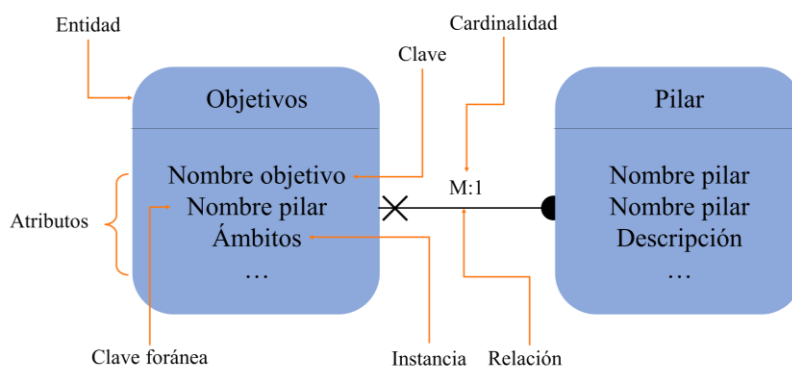 Entidad
Cardinalidad
Clave
Objetivos
Pilar
Nombre objetivo
Nombre pilar
Ámbitos
…
Atributos
M:1
Nombre pilar
Nombre pilar
Descripción
…
Clave foránea
Instancia
Relación